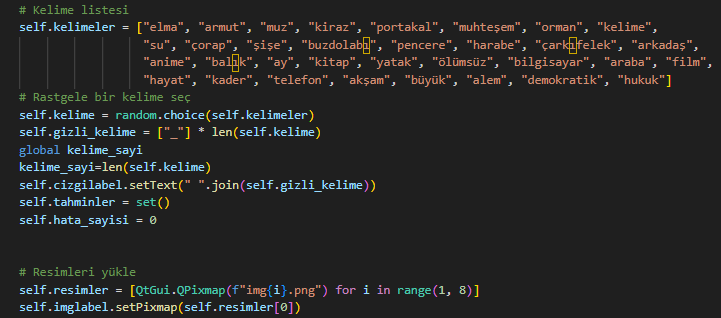 # Kelime listesi
self.kelimeler = ["elma", "armut", "muz", "kiraz", "portakal", "muhteşem", "orman", "kelime",
"su", "çorap", "şişe", "buzdolabı", "pencere", "harabe", "çarkıfelek", "arkadaş",
"anime", "balık", "ay", "kitap", "yatak", "ölümsüz", "bilgisayar", "araba", "film",
"hayat", "kader", "telefon", "akşam", "büyük", "alem", "demokratik", "hukuk"]
# Rastgele bir kelime seç
self.kelime = random.choice(self.kelimeler)
self.gizli_kelime = ["_"] * len(self.kelime)
global kelime_sayi
kelime_sayi=len(self.kelime)
self.cizgilabel.setText(" ".join(self.gizli_kelime))
self.tahminler = set()
self.hata_sayisi = 0
# Resimleri yükle
self.resimler = [QtGui.QPixmap(f"img{i}.png") for i in range(1, 8)]
self.imglabel.setPixmap(self.resimler[0])